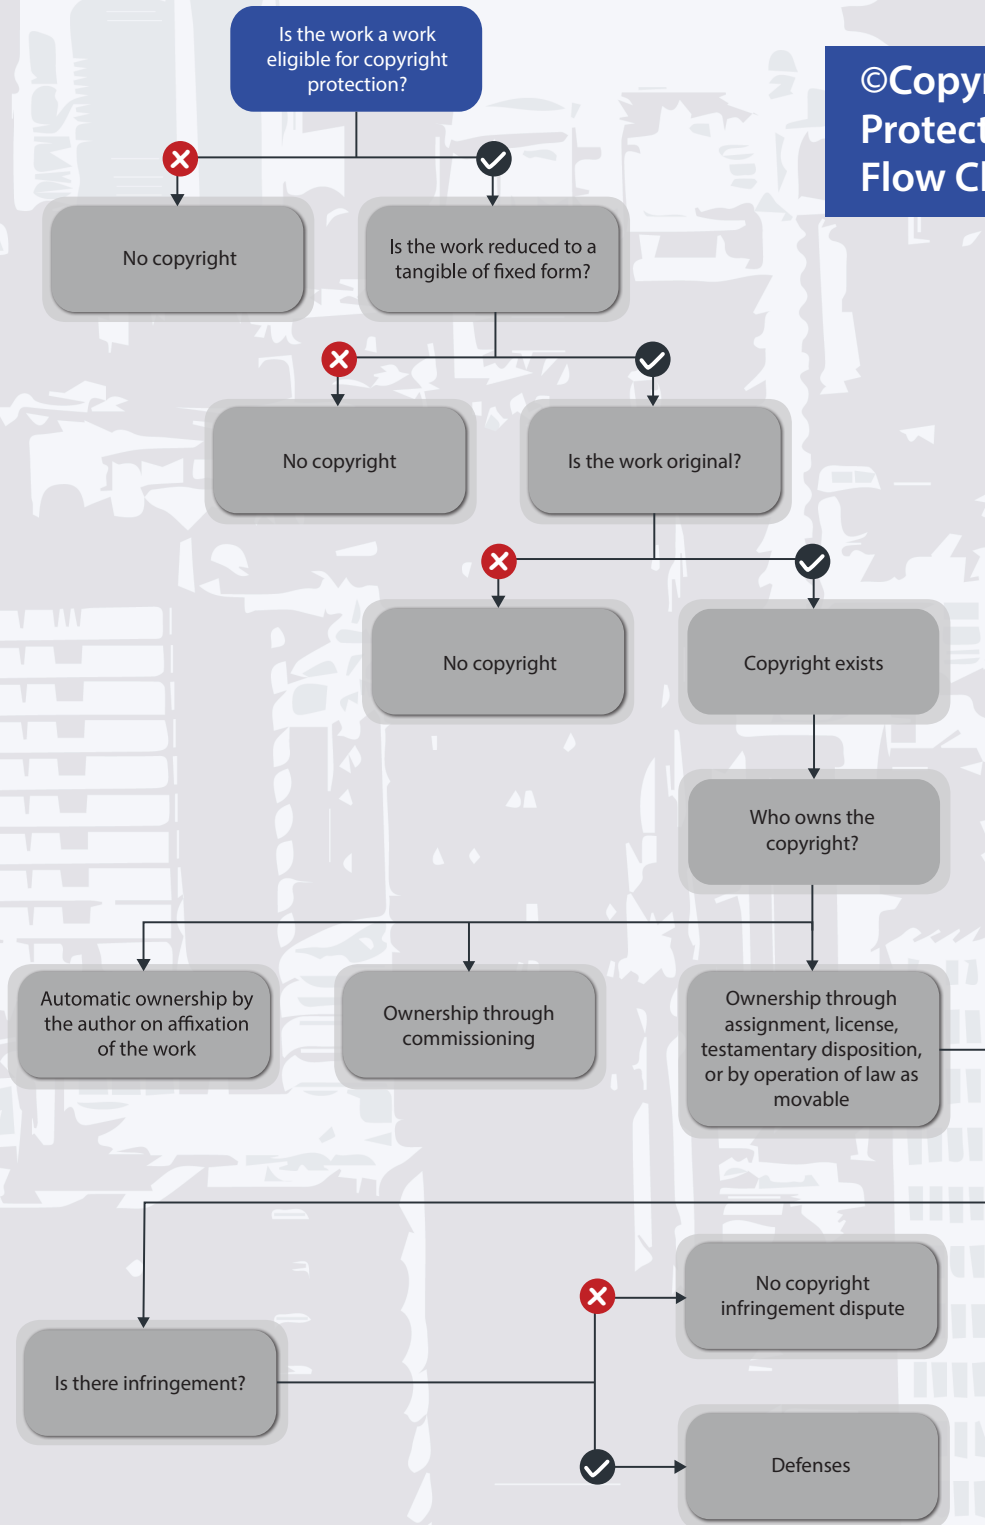 Is the work a work
eligible for copyright
protection?
©Copyr
Protect
Flow Cl
No copyright
Is the work reduced to a
tangible of fixed form?
No copyright
Is the work original?
No copyright
Copyright exists
Who owns the
copyright?
Automatic ownership by
the author on affixation
of the work
Ownership through
commissioning
Ownership through
assignment, license,
testamentary disposition,
or by operation of law as
movable
No copyright
infringement dispute
Is there infringement?
Defenses